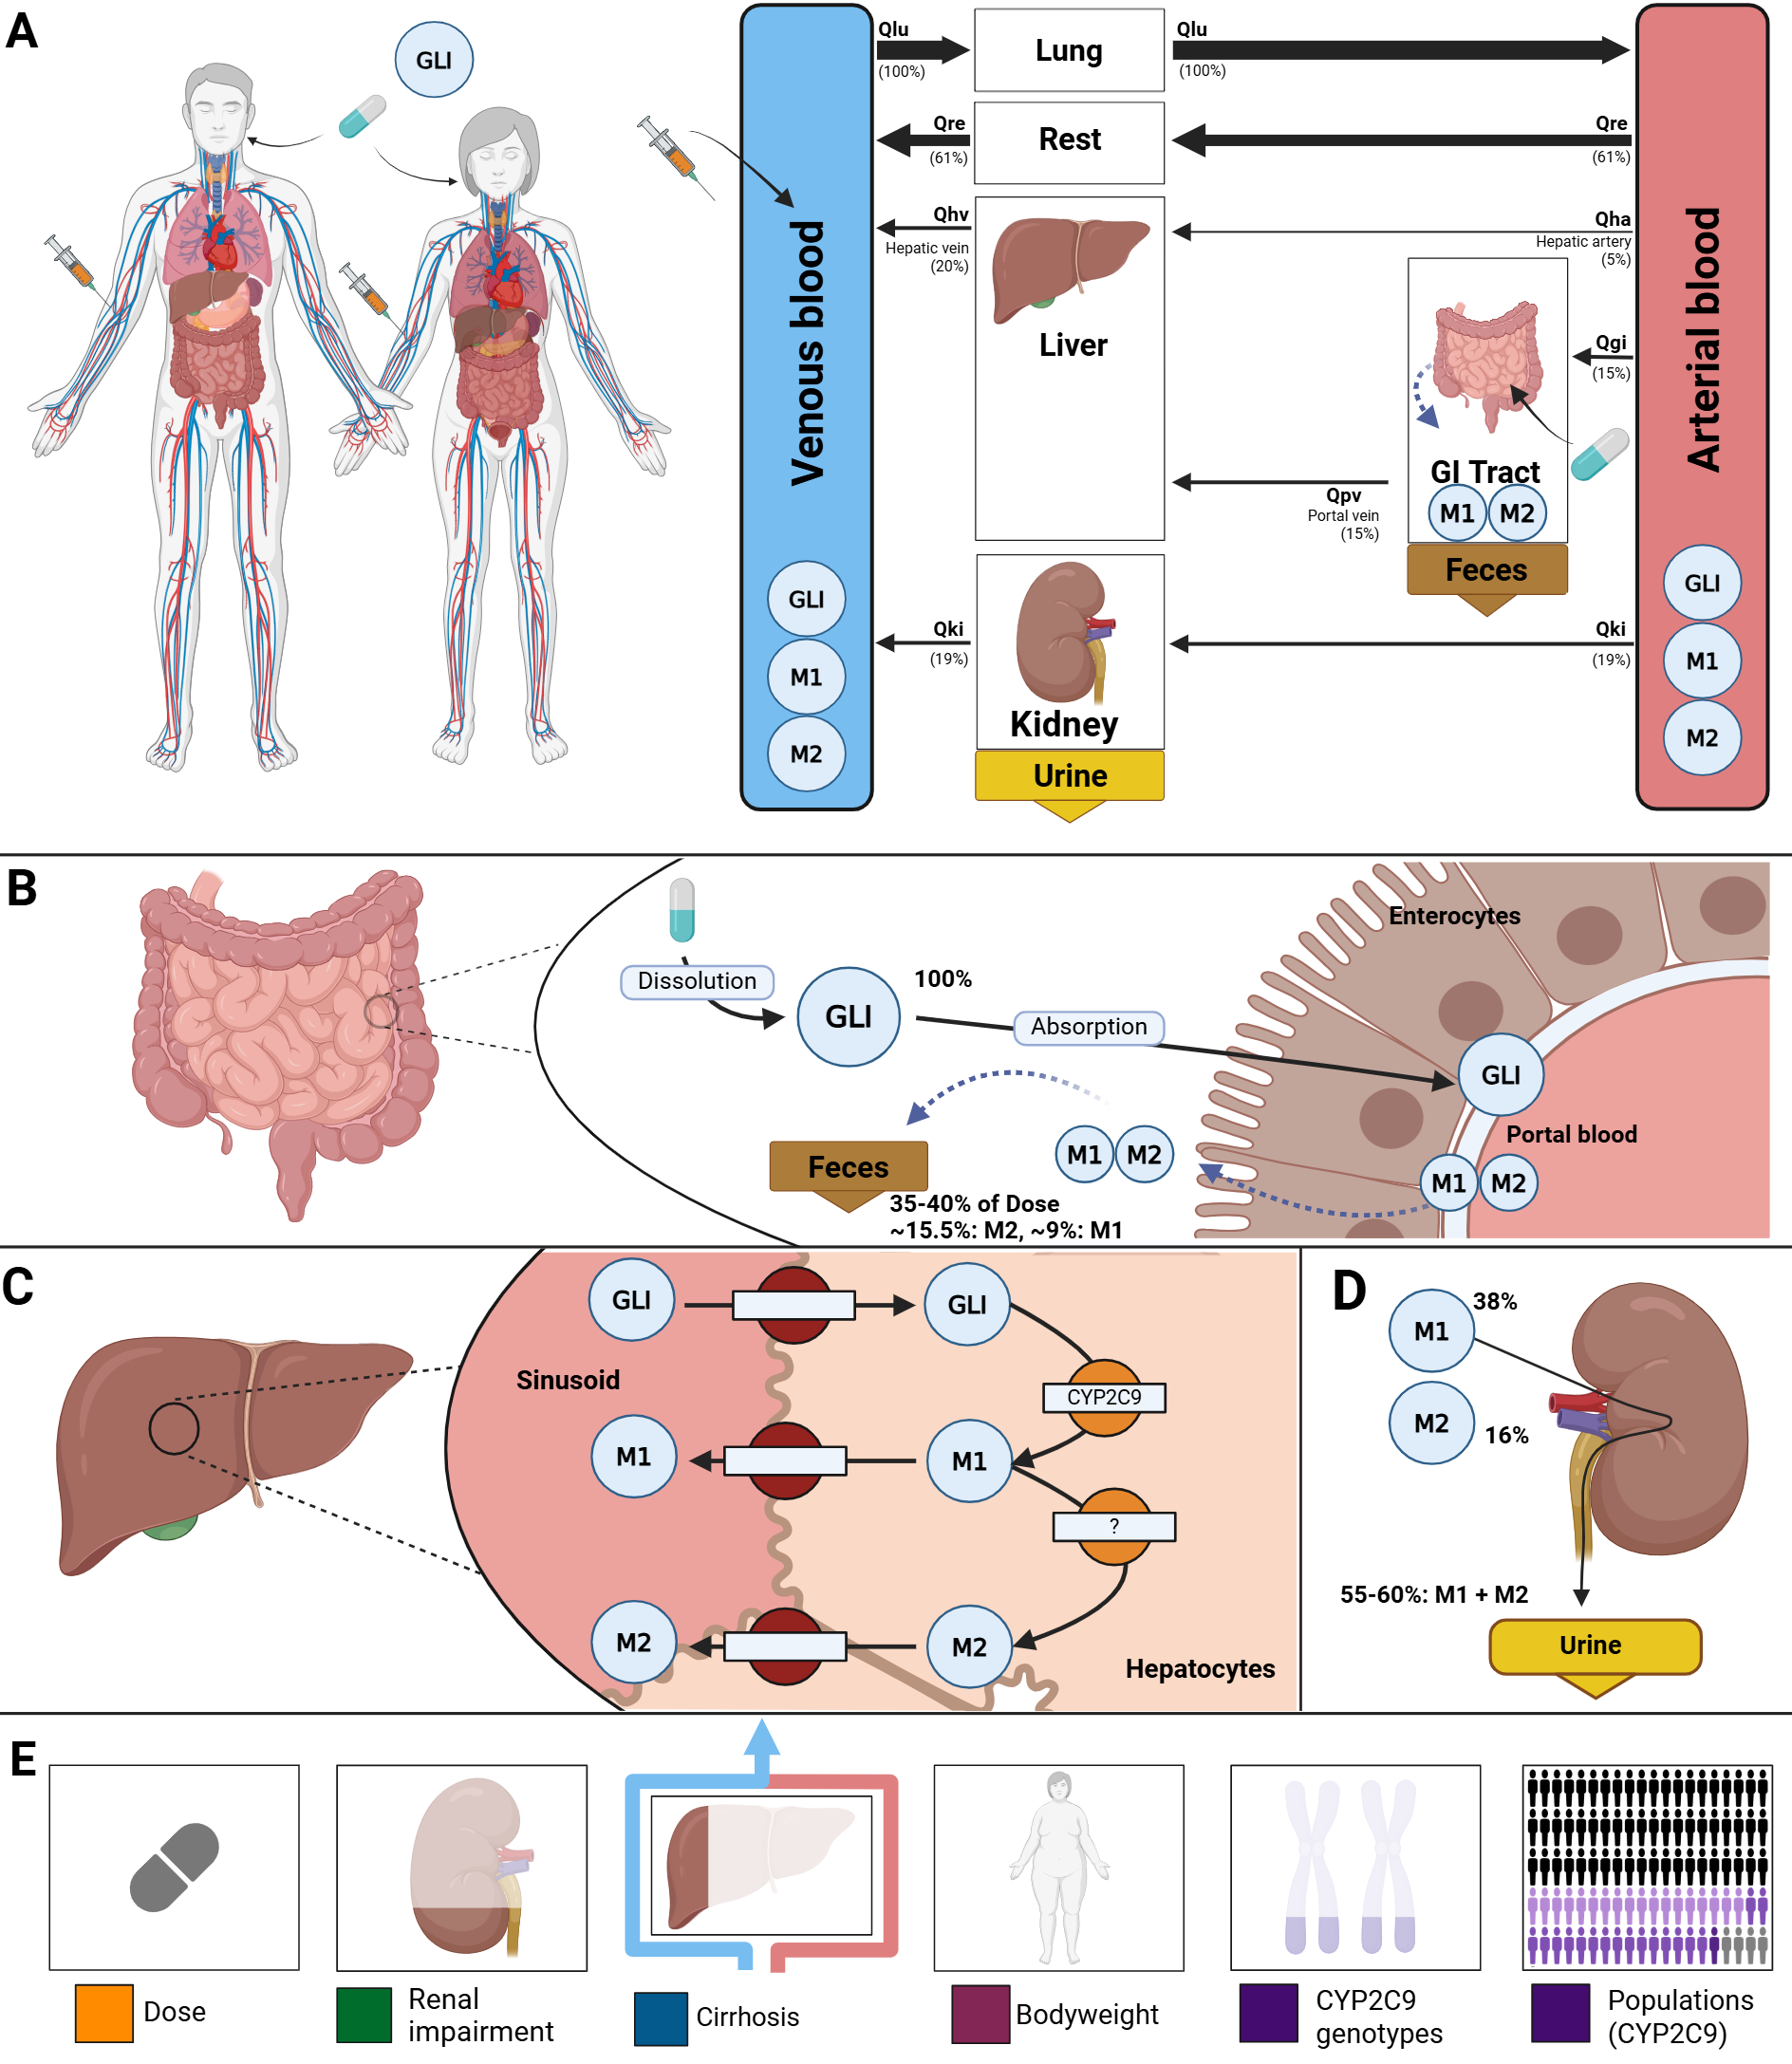 A
GLI
Venous blood
GLI
M1
M2
Qlu
(100%)
Lung
Qlu
(100%)
Qre
(61%)
Rest
Qre
(61%)
Qhv
Hepatic vein
(20%)
Liver
Qha
Hepatic artery
(5%)
Qgi
(15%)
GI Tract
M1
M2
Feces
Qpv
Portal vein
(15%)
Qki
(19%)
Kidney
Urine
Qki
(19%)
Arterial blood
GLI
M1
M2
B
Dissolution
GLI
100%
Absorption
Enterocytes
GLI
Portal blood
M1
M2
M1
M2
Feces
35-40% of Dose
~15.5%: M2, ~9%: M1
C
GLI
GLI
Sinusoid
CYP2C9
M1
M1
?
M2
M2
Hepatocytes
D
M1
38%
M2
16%
55-60%: M1 + M2
Urine
E
Dose
Renal
impairment
Cirrhosis
Bodyweight
CYP2C9
genotypes
Populations
(CYP2C9)